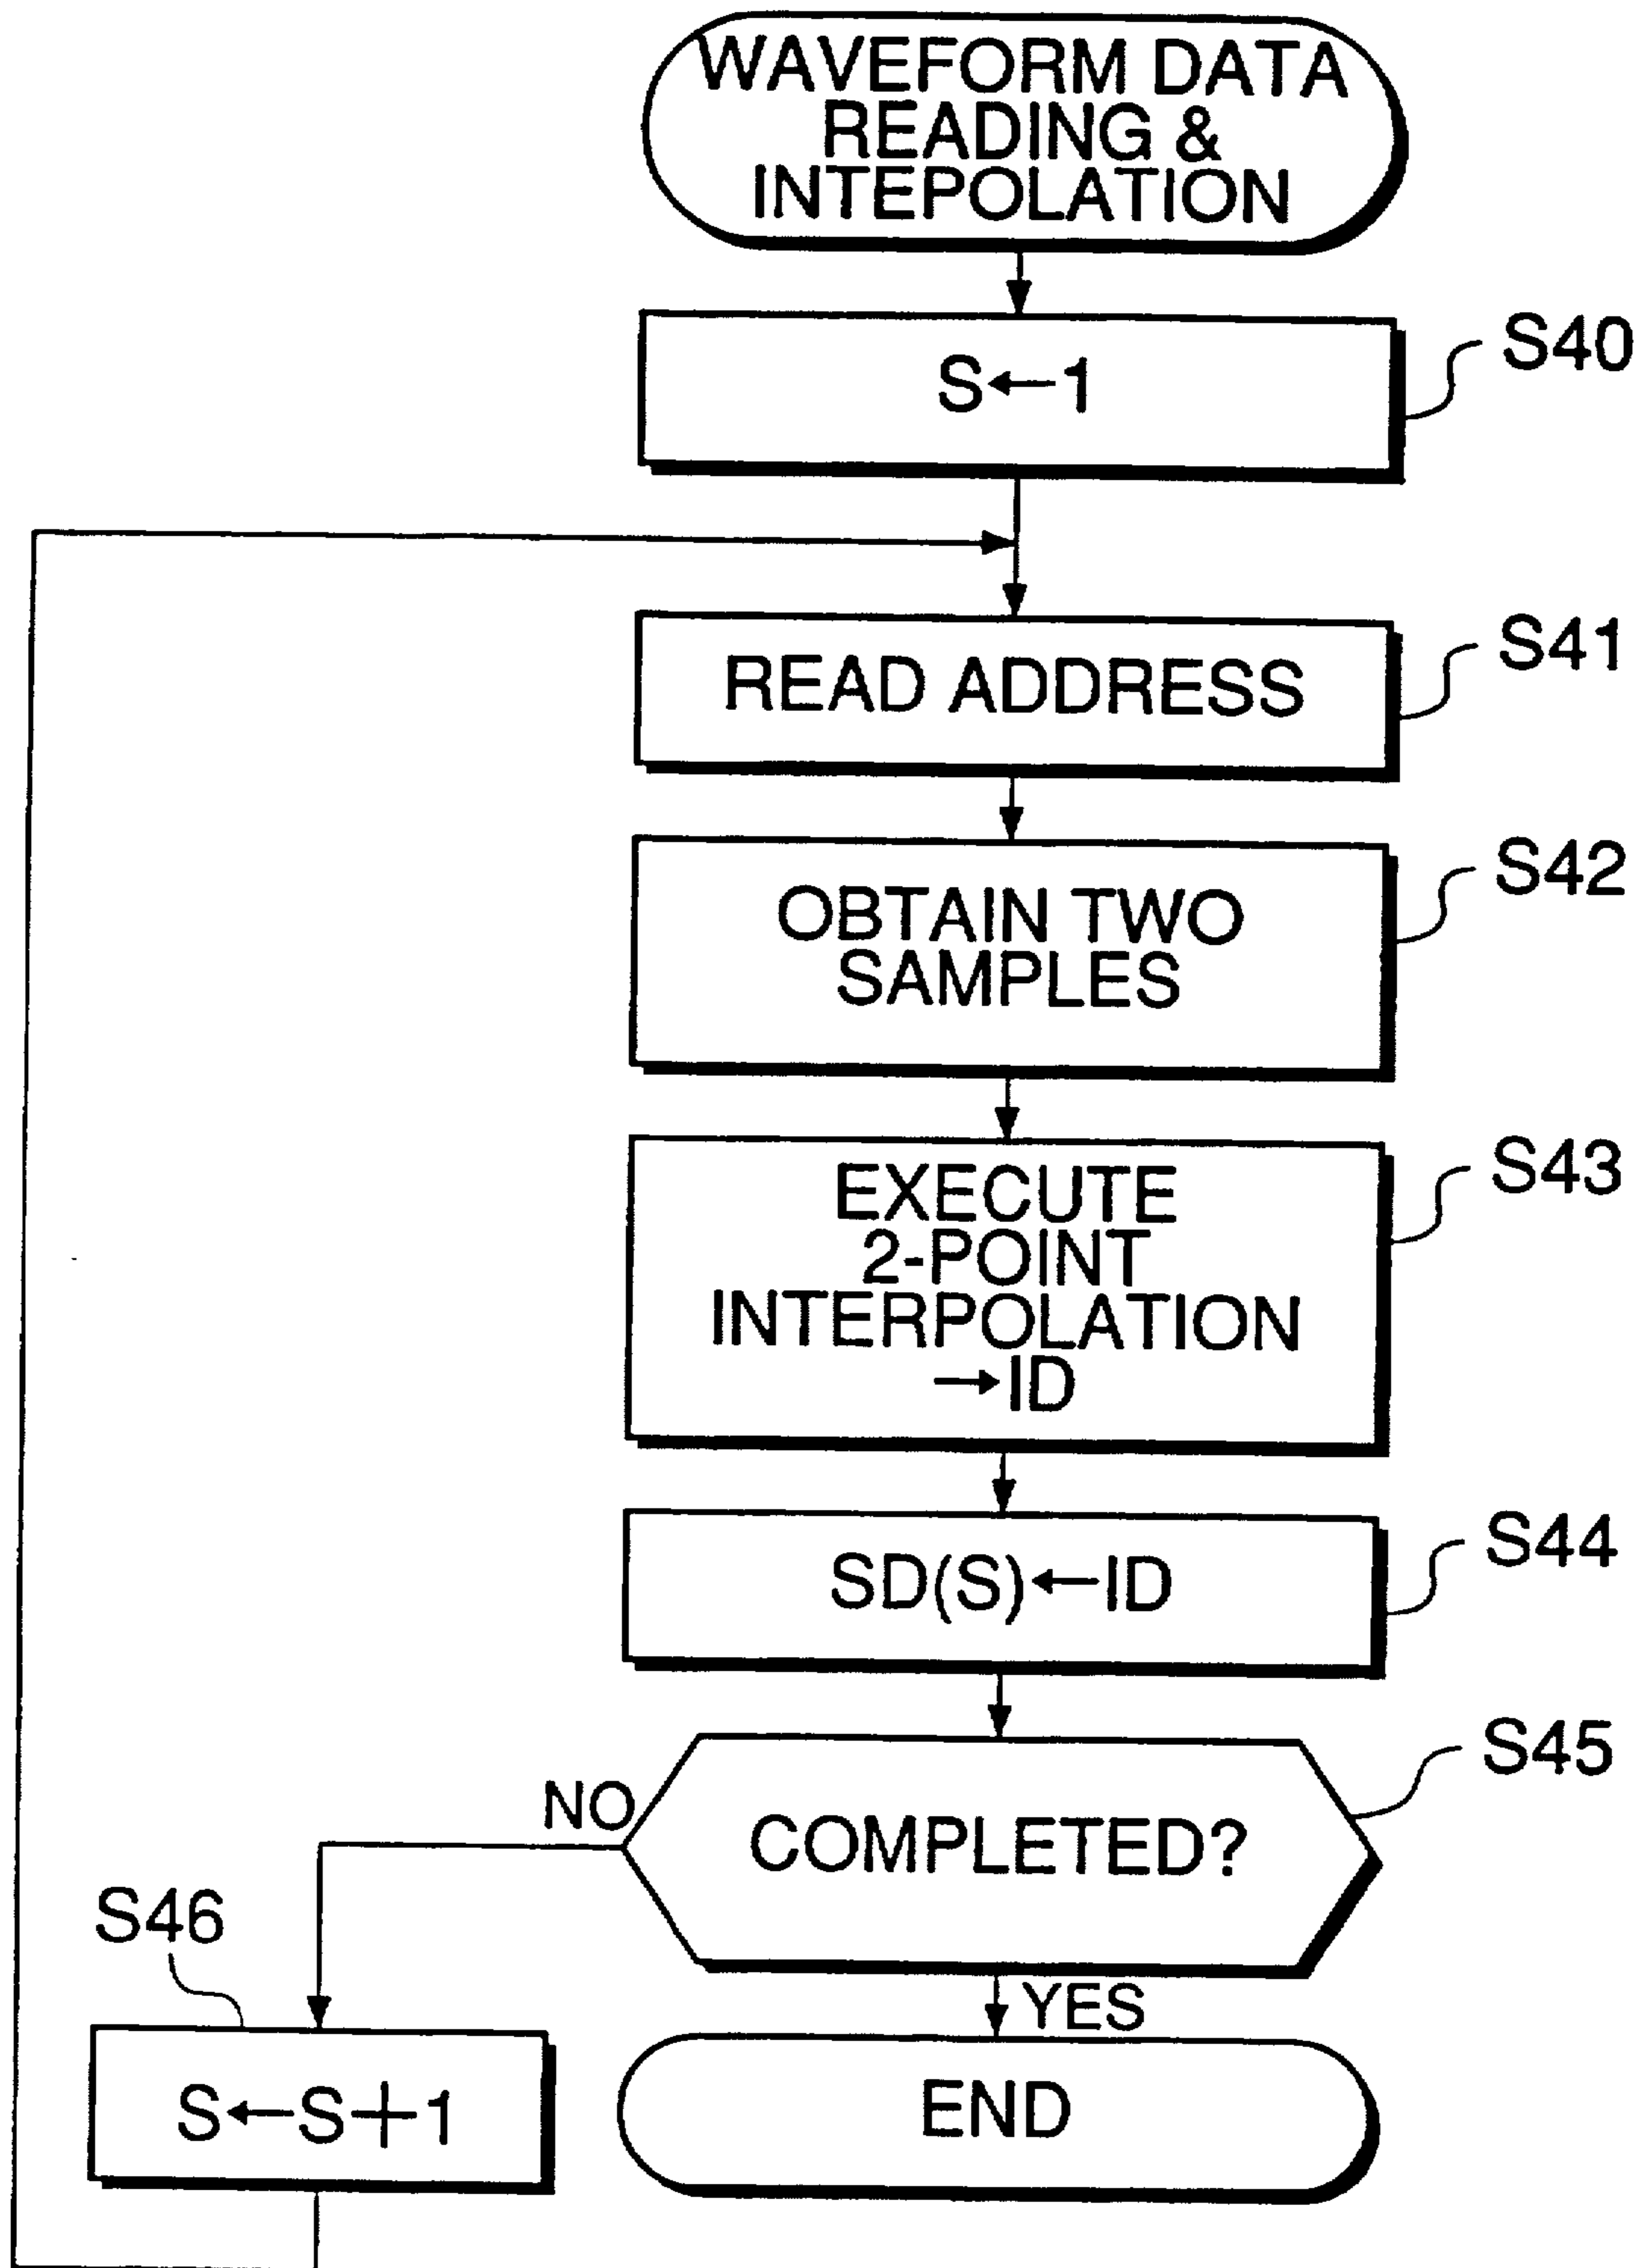 WAVEFORM DATA
READING &
INTEPOLATION
S←1
S40
READ ADDRESS
S41
OBTAIN TWO
SAMPLES
S42
EXECUTE
2-POINT
INTERPOLATION
→ID
S43
SD(S)←ID
S44
COMPLETED?
S45
NO
YES
S46
S←S+1
END